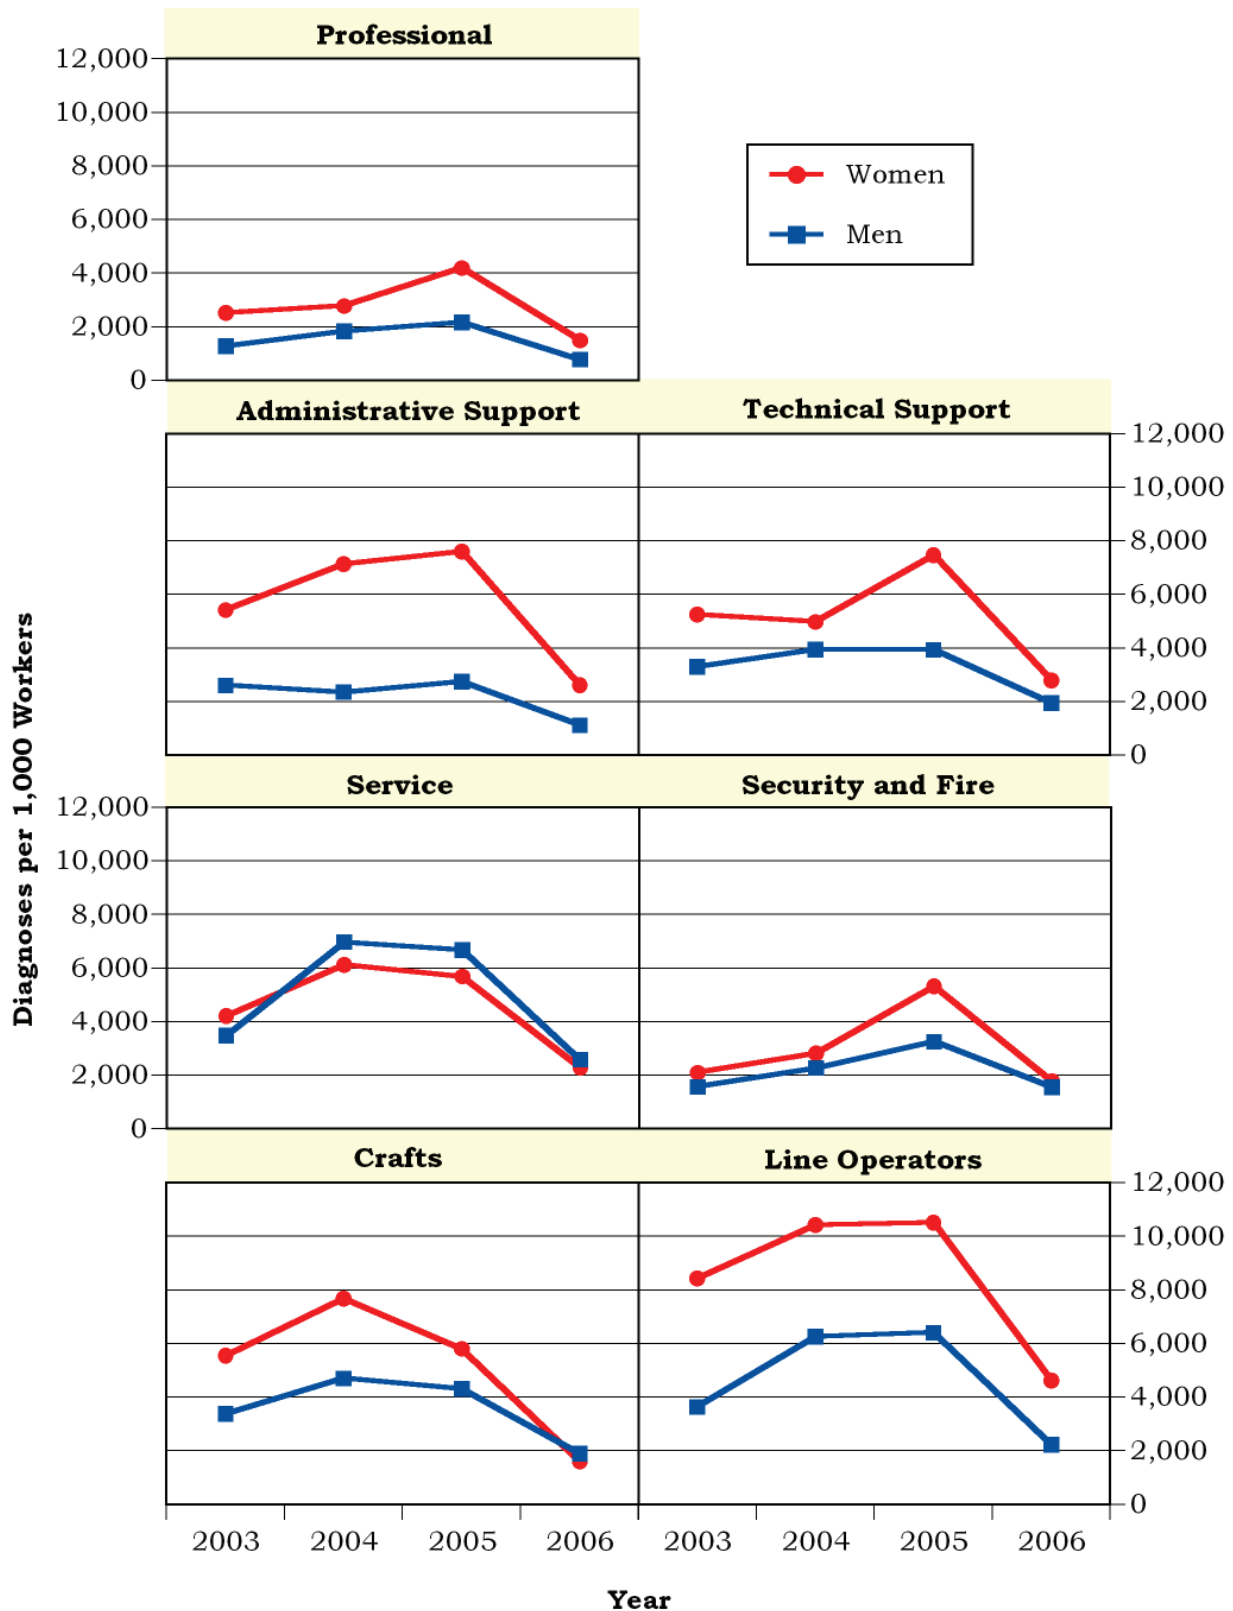 Professional
12,000
10,000
8,000
6,000
4,000
2,000
0
Women
Men
Administrative Support
Technical Support
12,000
10,000
8,000
6,000
4,000
2,000
0
Service
Security and Fire
12,000
10,000
8,000
6,000
4,000
2,000
0
Diagnoses per 1,000 Workers
Crafts
Line Operators
12,000
10,000
8,000
6,000
4,000
2,000
0
2003 2004 2005 2006 2003 2004 2005 2006
Year